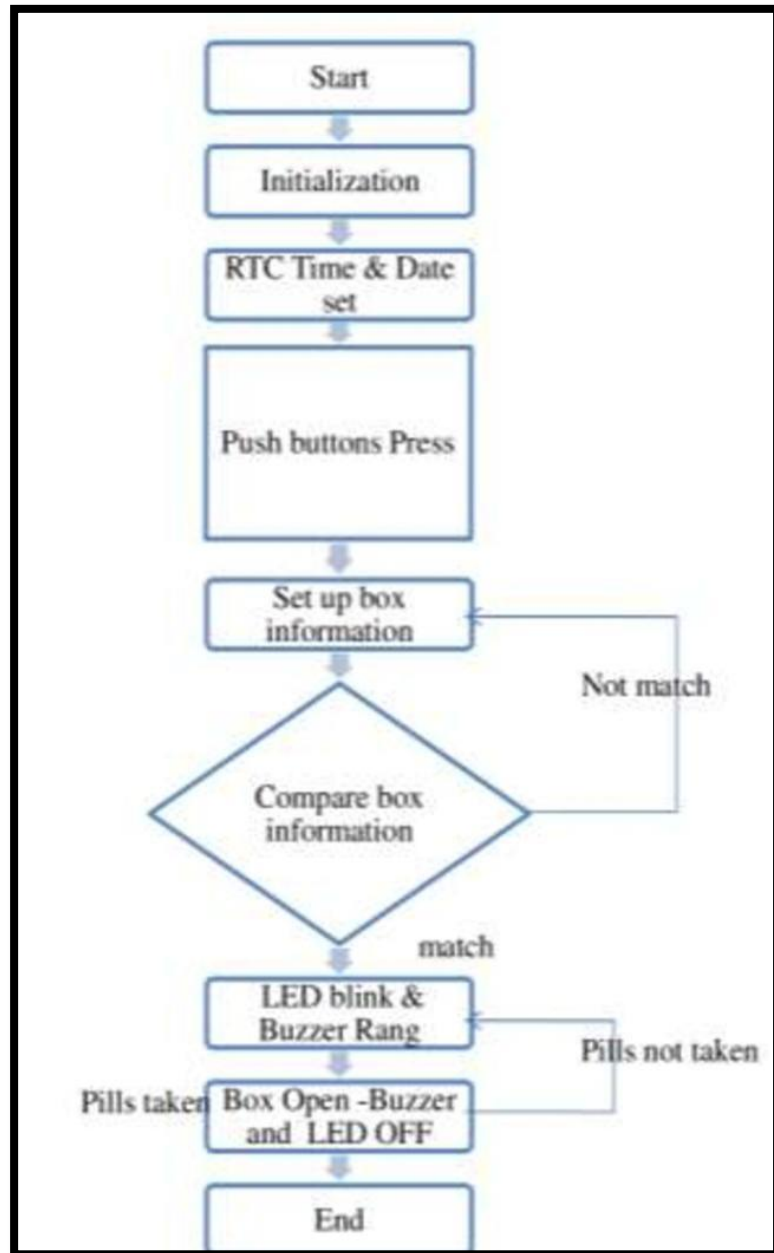 Start
Initialization
RTC Time & Date
set
Push buttons Press
Set up box
information
Not match
Compare box
information
match
LED blink &
Buzzer Rang
Pills not taken
Pills taken
Box Open -Buzzer
and LED OFF
End